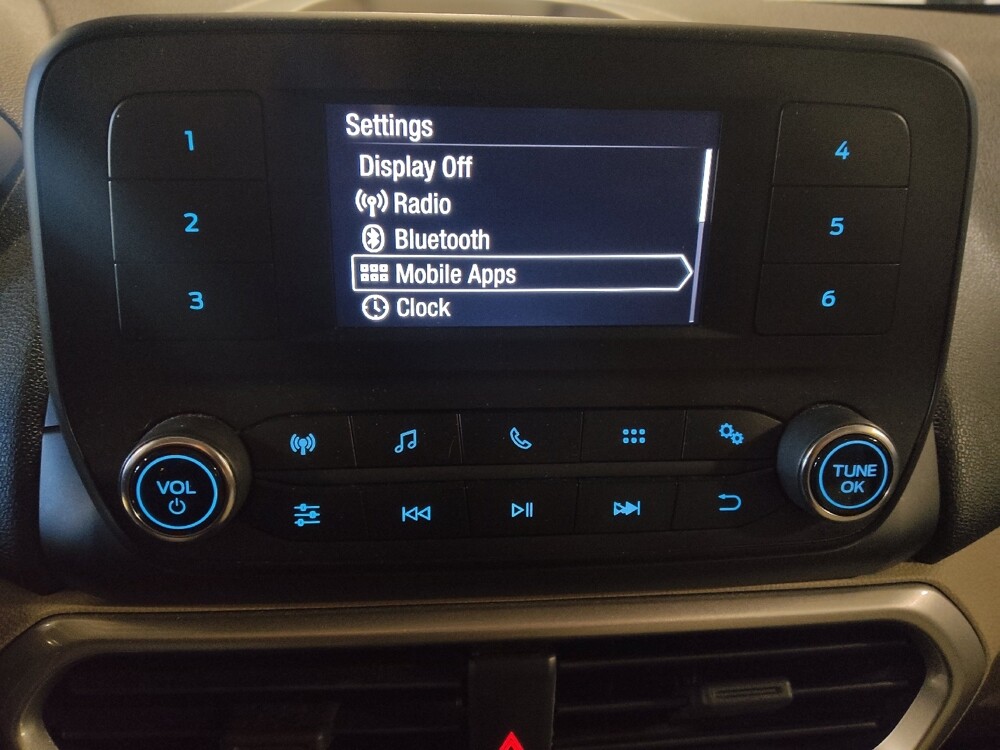 Settings
Display Off
Radio
Bluetooth
Mobile Apps
Clock
1
2
3
4
5
6
VOL
TUNE
OK